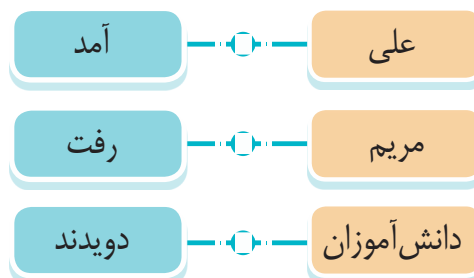 علی آمد
مریم رفت
دانش‌آموزان دویدند